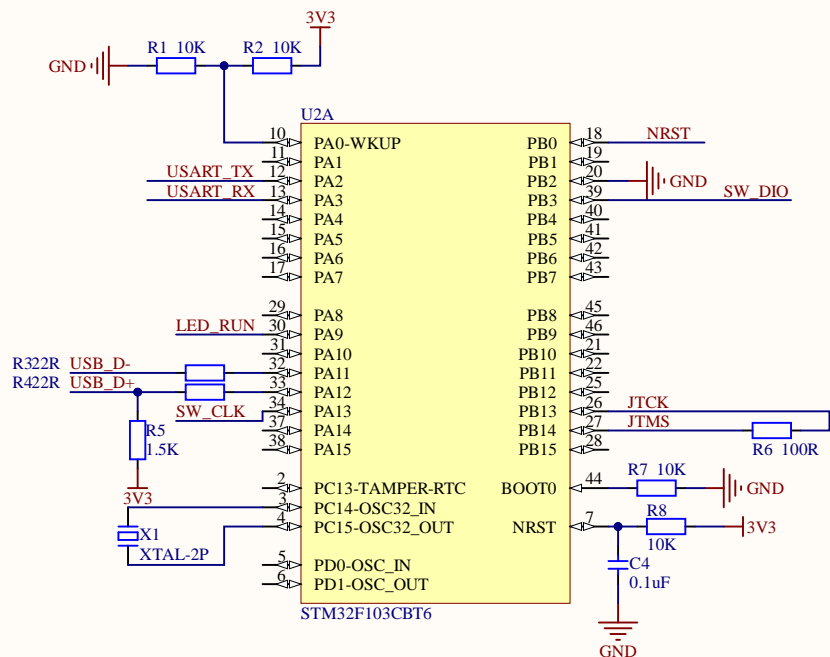 3V3
R1 10K
R2 10K
GND
U2A
10 PA0-WKUP PB0 18 NRST
11 PA1 PB1 19
USART_TX 12 PA2 PB2 20 GND
USART_RX 13 PA3 PB3 39 SW_DIO
14 PA4 PB4 40
15 PA5 PB5 41
16 PA6 PB6 42
17 PA7 PB7 43
29 PA8 PB8 45
LED_RUN 30 PA9 PB9 46
31 PA10 PB10 21
R322R USB_D- 32 PA11 PB11 22
R422R USB_D+ 33 PA12 PB12 25
SW_CLK 34 PA13 PB13 26 JTCK
37 PA14 PB14 27 JTMS
38 PA15 PB15 28
R5
1.5K
3V3
R6 100R
2 PC13-TAMPER-RTC BOOT0 44 R7 10K GND
3 PC14-OSC32_IN
4 PC15-OSC32_OUT NRST 7 R8 3V3
10K
X1
XTAL-2P
5 PD0-OSC_IN
6 PD1-OSC_OUT
C4
0.1uF
STM32F103CBT6
GND